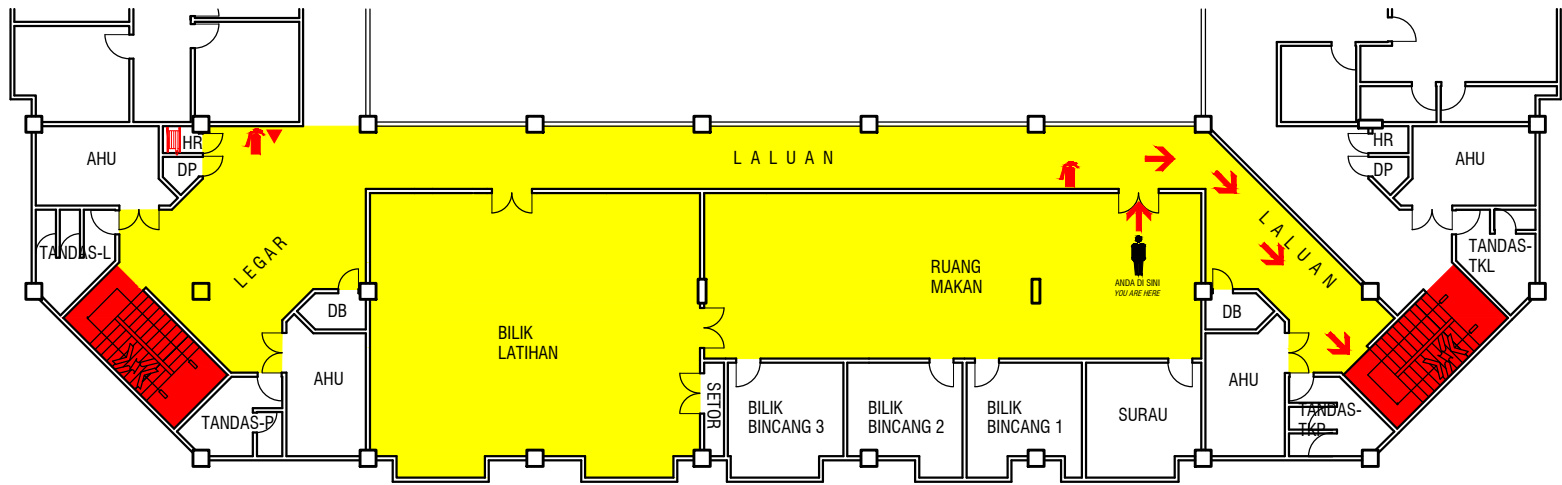 HR
AHU
DP
TANDAS-L
LEGAR
DB
AHU
TANDAS-P
LALUAN
BILIK
LATIHAN
SETOR
RUANG
MAKAN
ANDA DI SINI
YOU ARE HERE
BILIK
BINCANG 3
BILIK
BINCANG 2
BILIK
BINCANG 1
SURAU
LALUAN
HR
DP
AHU
TANDAS-
TKL
DB
AHU
TANDAS-
TKP